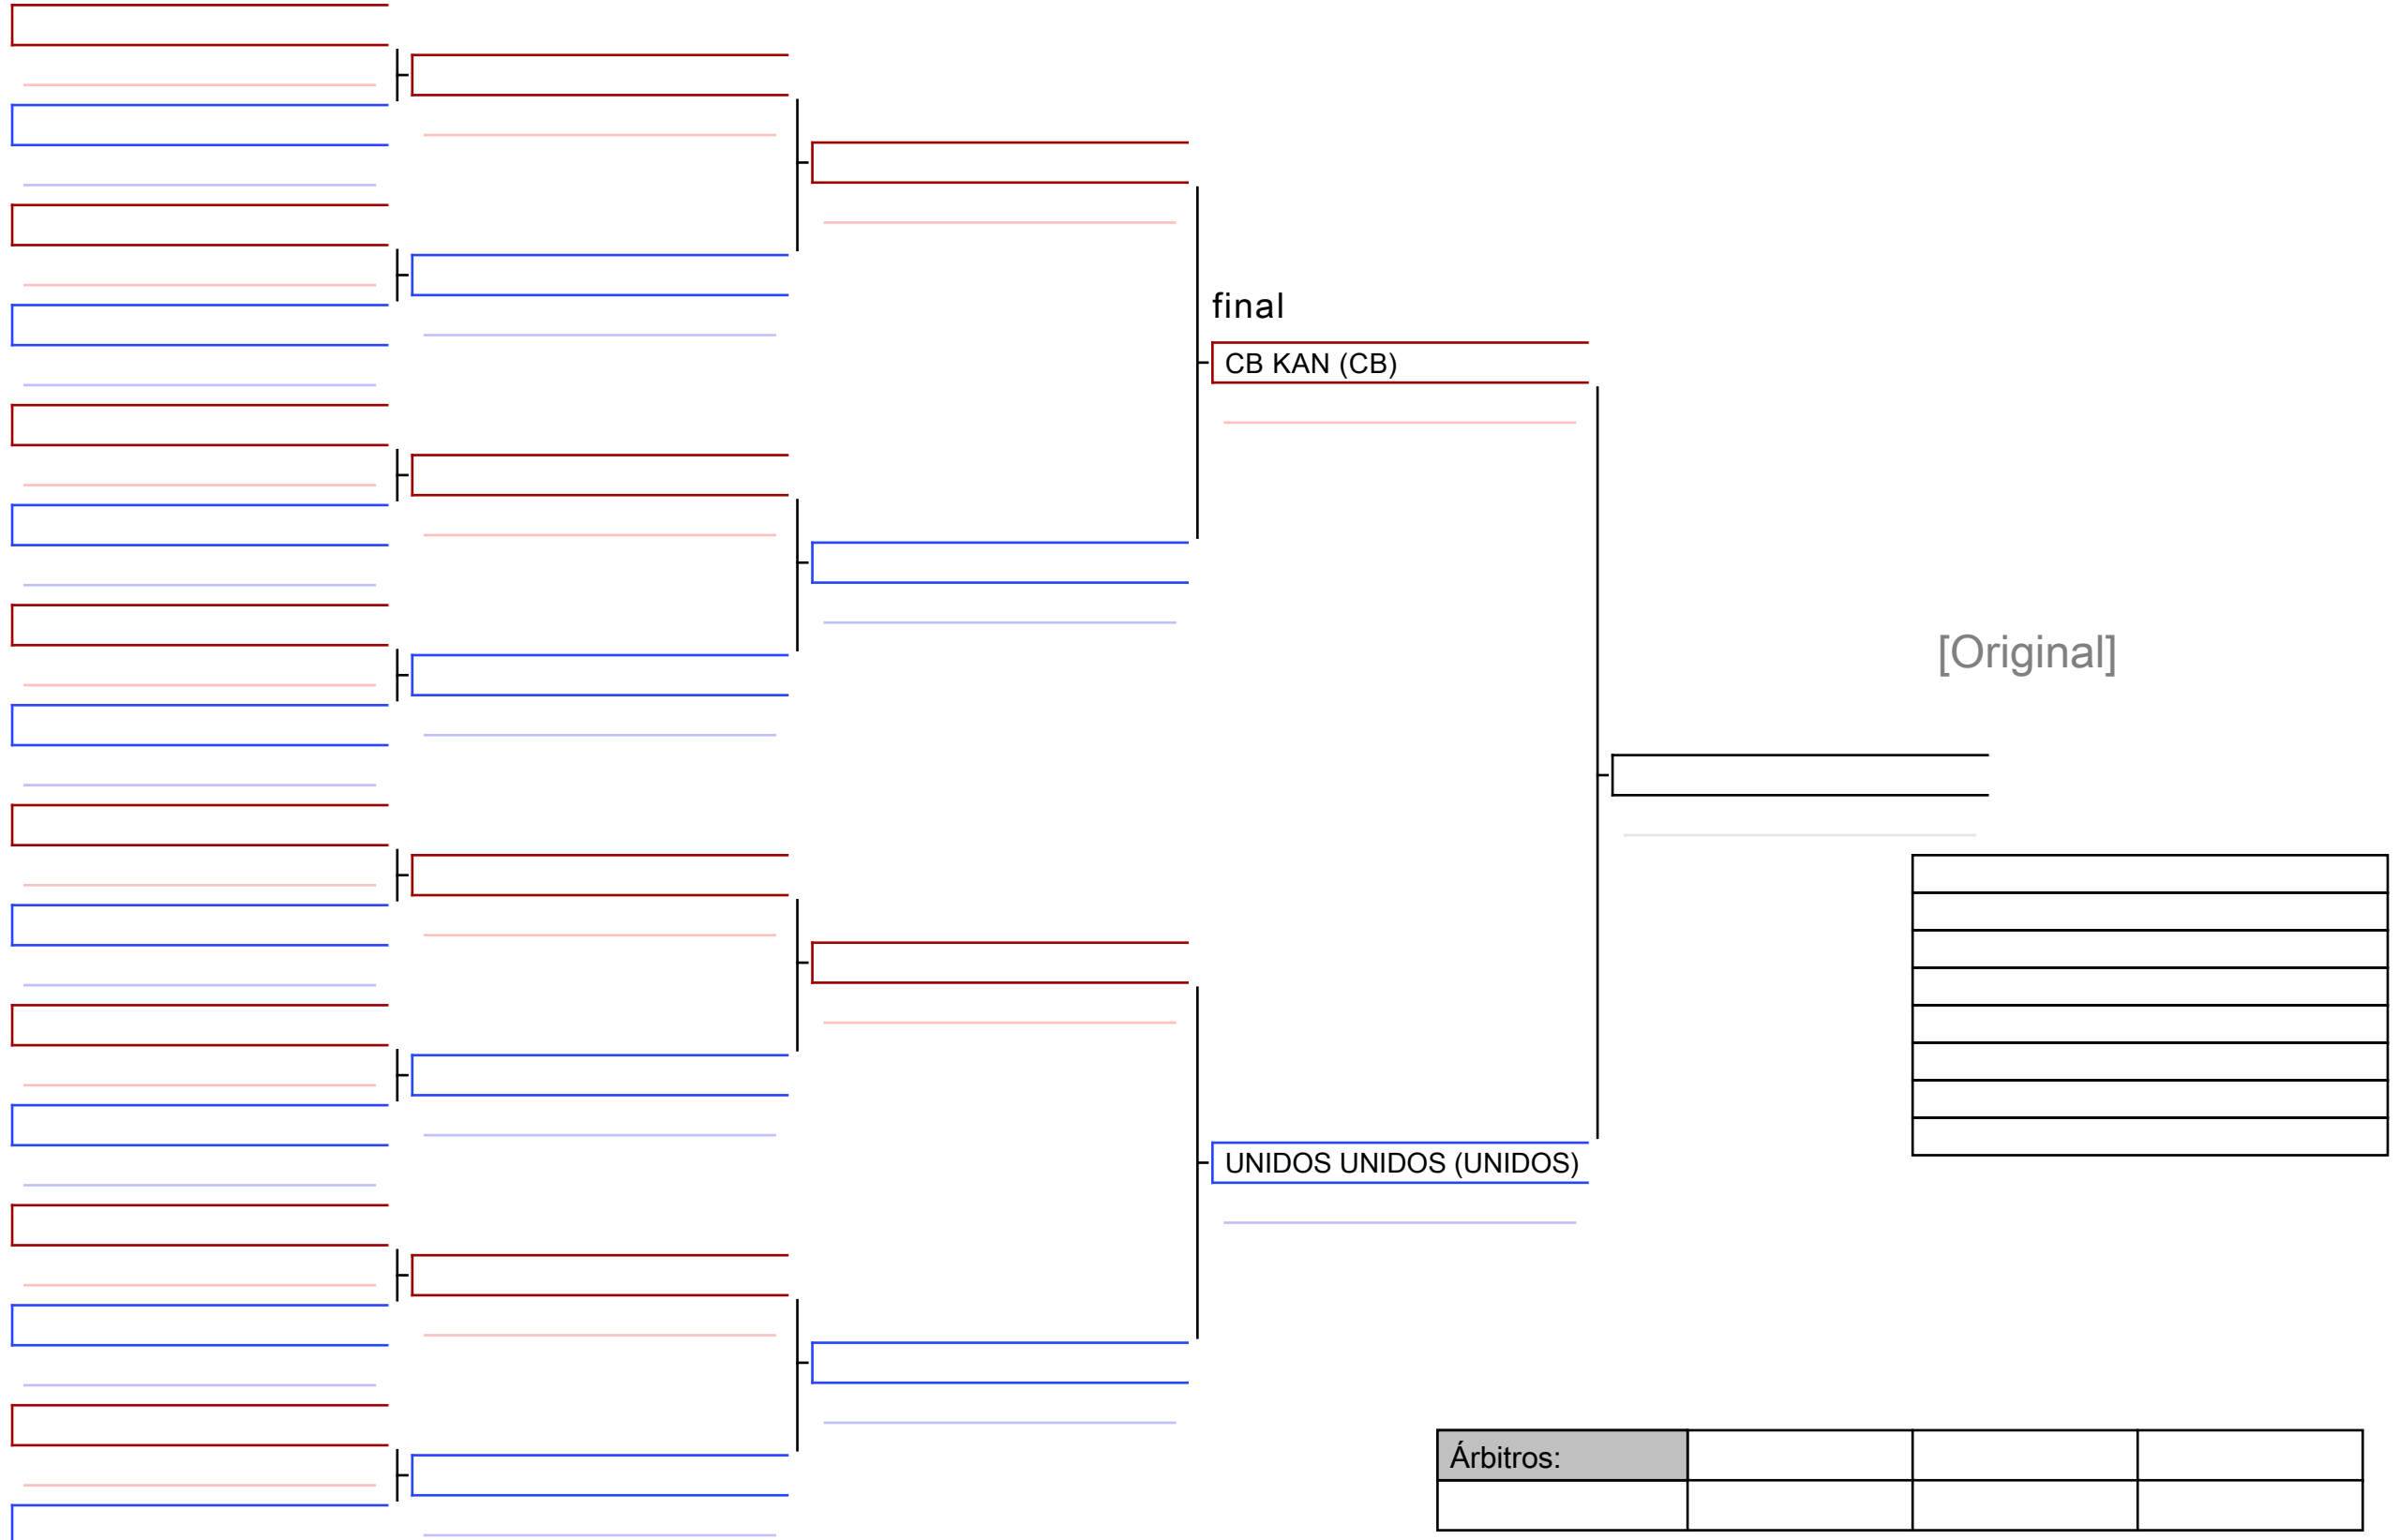 final
CB KAN (CB)
[Original]
UNIDOS UNIDOS (UNIDOS)
Árbitros: